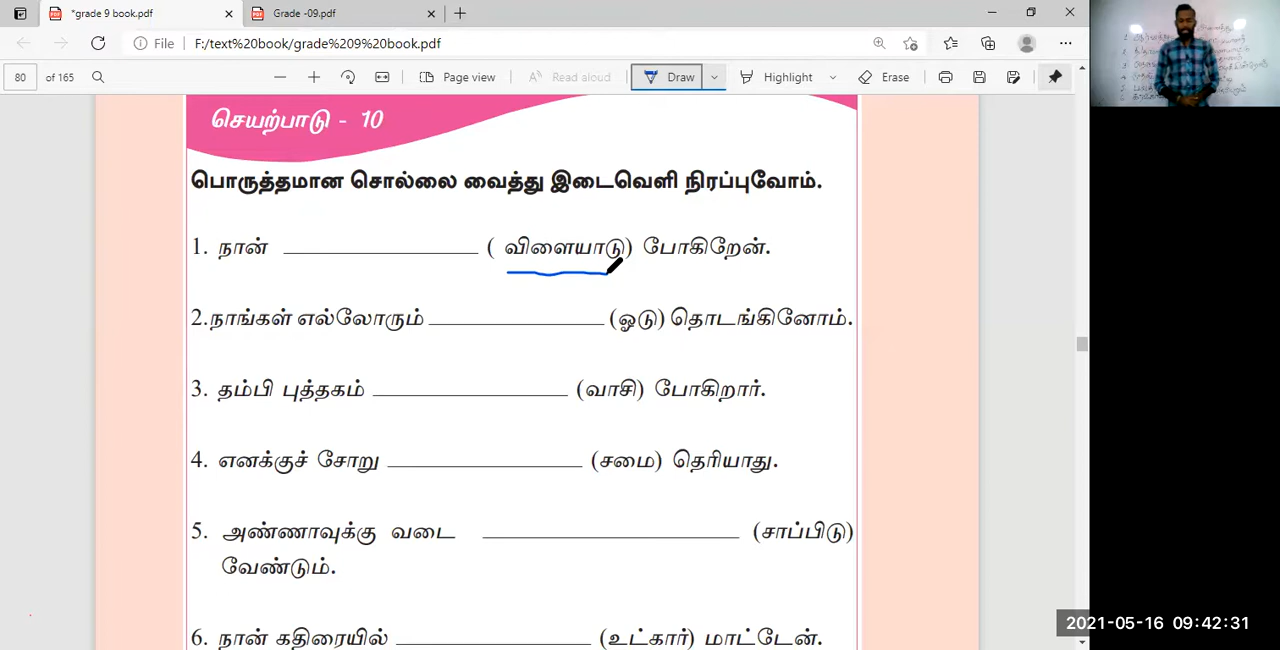 *grade 9 book.pdf
Grade -09.pdf
File F:/text%20book/grade%209%20book.pdf
80 of 165 Page view Read aloud Draw Highlight Erase
செயற்பாடு - 10
பொருத்தமான சொல்லை வைத்து இடைவெளி நிரப்புவோம்.
1. நான் ( விளையாடு) போகிறேன்.
2.நாங்கள் எல்லோரும் (ஓடு) தொடங்கினோம்.
3. தம்பி புத்தகம் (வாசி) போகிறார்.
4. எனக்குச் சோறு (சமை) தெரியாது.
5. அண்ணாவுக்கு வடை (சாப்பிடு)
வேண்டும்.
6. நான் கதிரையில் (உட்கார்) மாட்டேன்.
2021-05-16 09:42:31